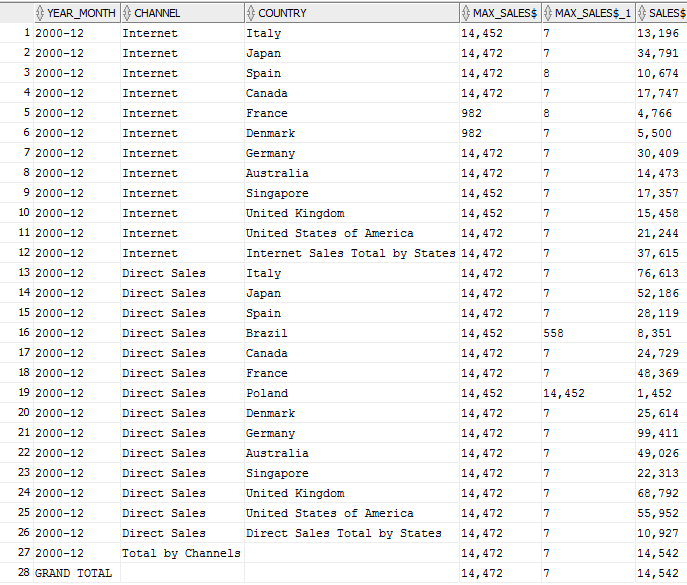 YEAR_MONTH CHANNEL COUNTRY MAX_SALES$ MAX_SALES$_1 SALES$
1 2000-12 Internet Italy 14,452 7 13,196
2 2000-12 Internet Japan 14,472 7 34,791
3 2000-12 Internet Spain 14,472 8 10,674
4 2000-12 Internet Canada 14,472 7 17,747
5 2000-12 Internet France 982 8 4,766
6 2000-12 Internet Denmark 982 7 5,500
7 2000-12 Internet Germany 14,472 7 30,409
8 2000-12 Internet Australia 14,472 7 14,473
9 2000-12 Internet Singapore 14,452 7 17,357
10 2000-12 Internet United Kingdom 14,452 7 15,458
11 2000-12 Internet United States of America 14,472 7 21,244
12 2000-12 Internet Internet Sales Total by States 14,472 7 37,615
13 2000-12 Direct Sales Italy 14,472 7 76,613
14 2000-12 Direct Sales Japan 14,472 7 52,186
15 2000-12 Direct Sales Spain 14,472 7 28,119
16 2000-12 Direct Sales Brazil 14,452 558 8,351
17 2000-12 Direct Sales Canada 14,472 7 24,729
18 2000-12 Direct Sales France 14,472 7 48,369
19 2000-12 Direct Sales Poland 14,452 14,452 1,452
20 2000-12 Direct Sales Denmark 14,472 7 25,614
21 2000-12 Direct Sales Germany 14,472 7 99,411
22 2000-12 Direct Sales Australia 14,472 7 49,026
23 2000-12 Direct Sales Singapore 14,472 7 22,313
24 2000-12 Direct Sales United Kingdom 14,472 7 68,792
25 2000-12 Direct Sales United States of America 14,472 7 55,952
26 2000-12 Direct Sales Direct Sales Total by States 14,472 7 10,927
27 2000-12 Total by Channels 14,472 7 14,542
28 GRAND TOTAL 14,472 7 14,542